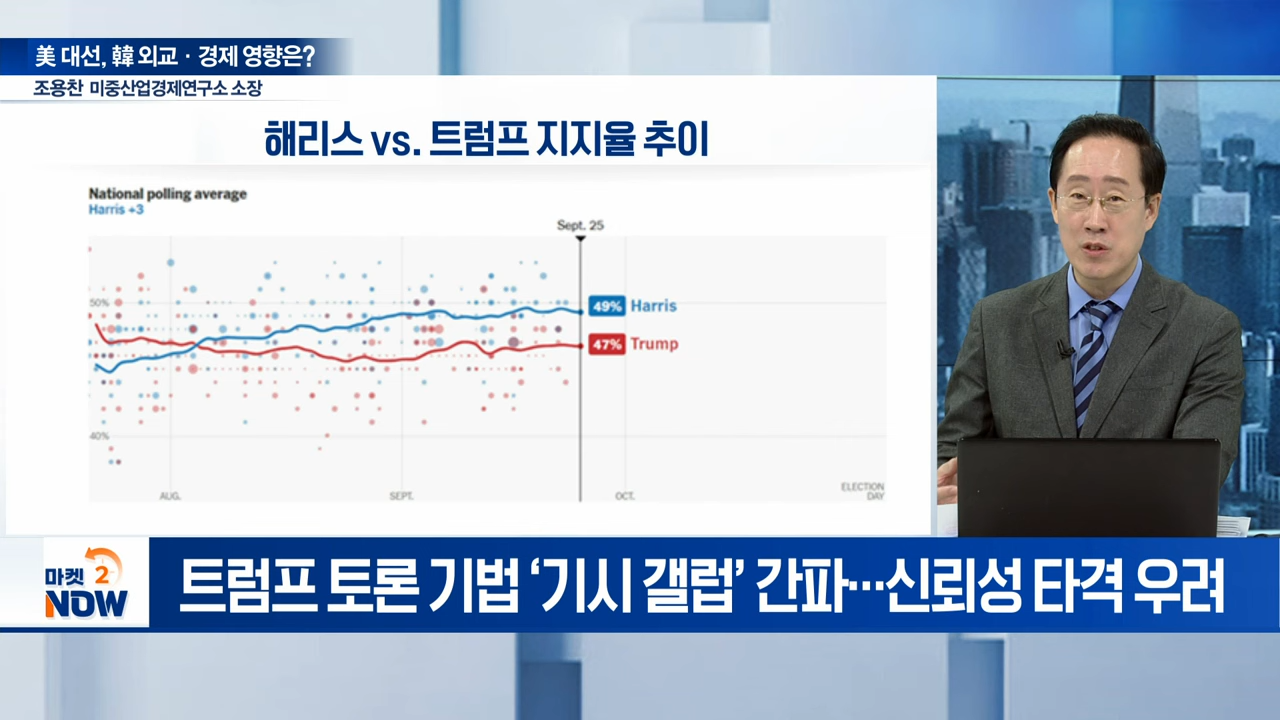 美 대선, 韓 외교 · 경제 영향은?
조용찬 미중산업경제연구소 소장
해리스 vs. 트럼프 지지율 추이
National polling average
Harris +3
Sept. 25
50%
49% Harris
47% Trump
40%
AUG.
SEPT.
OCT.
ELECTION
DAY
마켓 2
NOW
트럼프 토론 기법 ‘기시 갤럽’ 간파…신뢰성 타격 우려